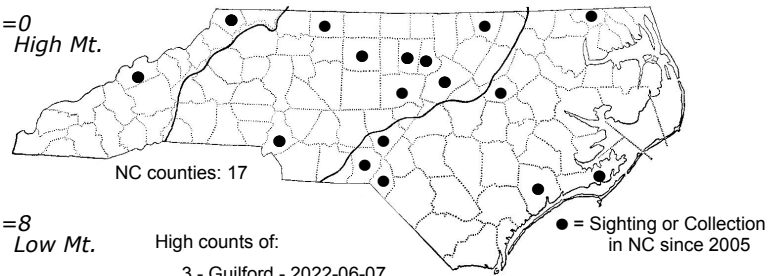 =0
High Mt.
NC counties: 17
=8
Low Mt.
High counts of:
3 - Guilford - 2022-06-07
● = Sighting or Collection
in NC since 2005